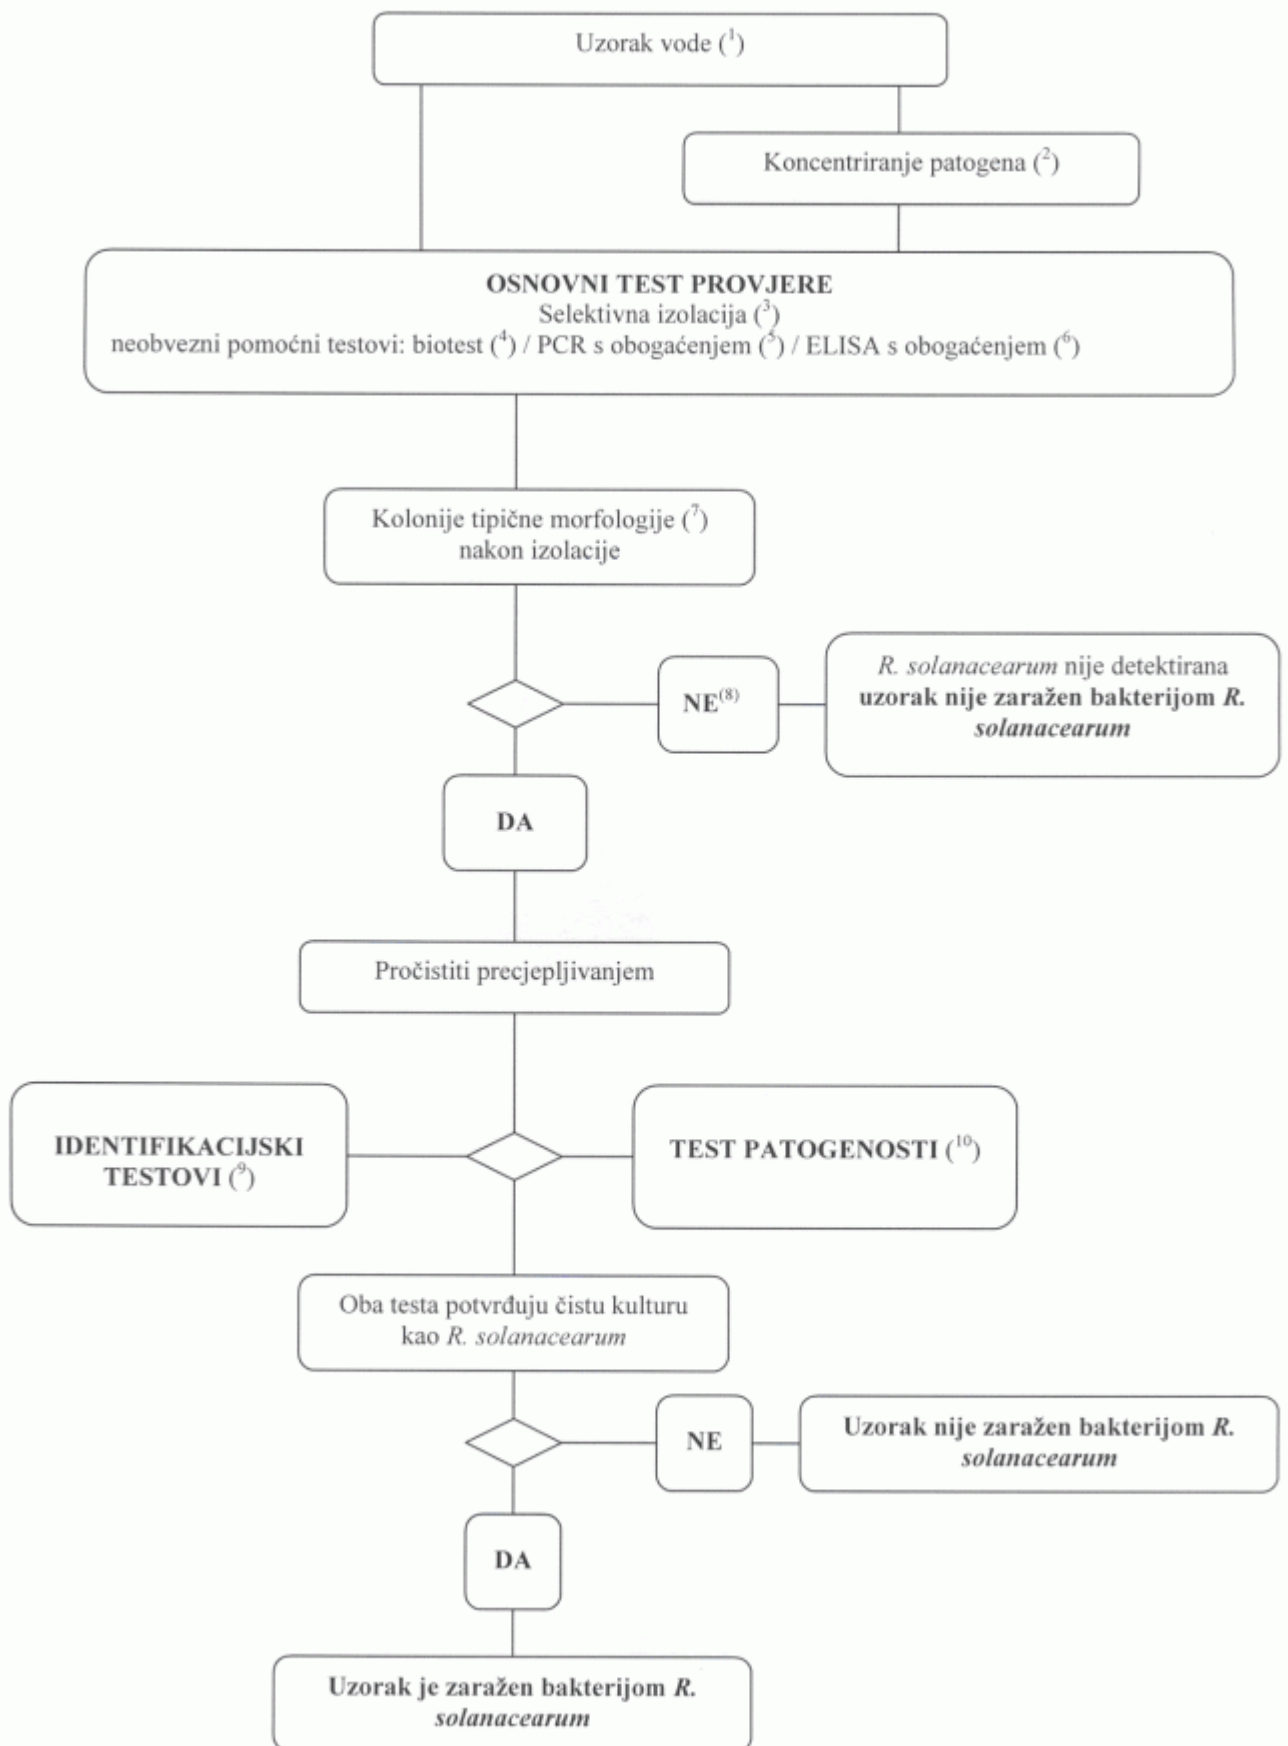 Uzorak vode (1)
Koncentriranje patogena (2)
OSNOVNI TEST PROVJERE
Selektivna izolacija (3)
neobvezni pomoćni testovi: biotest (4) / PCR s obogaćenjem (5) / ELISA s obogaćenjem (6)
Kolonije tipične morfologije (7)
nakon izolacije
NE(8)
R. solanacearum nije detektirana
uzorak nije zaražen bakterijom R.
solanacearum
DA
Pročistiti precjepljivanjem
IDENTIFIKACIJSKI
TESTOVI (9)
TEST PATOGENOSTI (10)
Oba testa potvrđuju čistu kulturu
kao R. solanacearum
NE
Uzorak nije zaražen bakterijom R.
solanacearum
DA
Uzorak je zaražen bakterijom R.
solanacearum